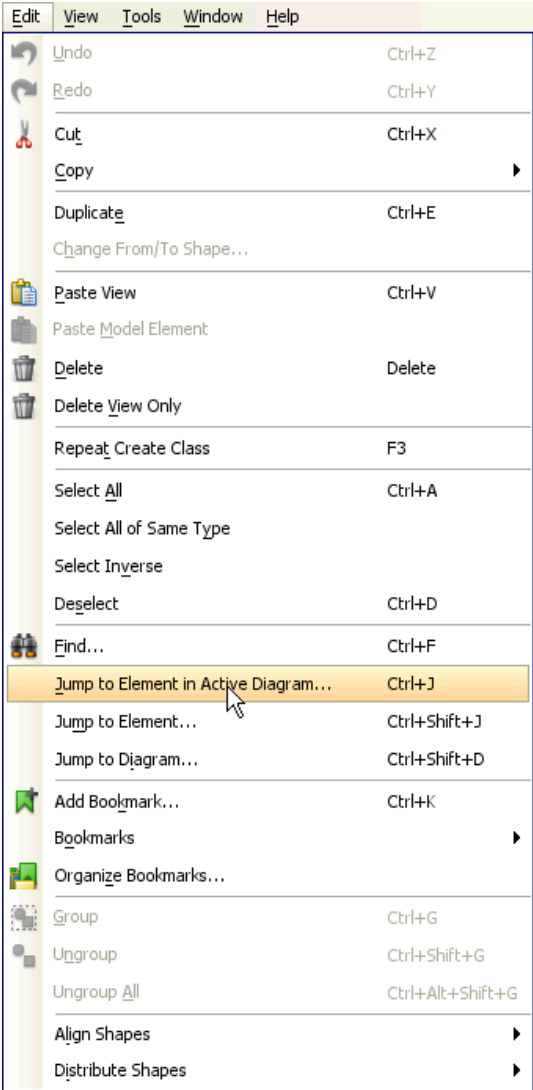 Edit View Tools Window Help
Undo Ctrl+Z
Redo Ctrl+Y
Cut Ctrl+X
Copy
Duplicate Ctrl+E
Change From/To Shape...
Paste View Ctrl+V
Paste Model Element
Delete Delete
Delete View Only
Repeat Create Class F3
Select All Ctrl+A
Select All of Same Type
Select Inverse
Deselect Ctrl+D
Find... Ctrl+F
Jump to Element in Active Diagram... Ctrl+J
Jump to Element... Ctrl+Shift+J
Jump to Diagram... Ctrl+Shift+D
Add Bookmark... Ctrl+K
Bookmarks
Organize Bookmarks...
Group Ctrl+G
Ungroup Ctrl+Shift+G
Ungroup All Ctrl+Alt+Shift+G
Align Shapes
Distribute Shapes